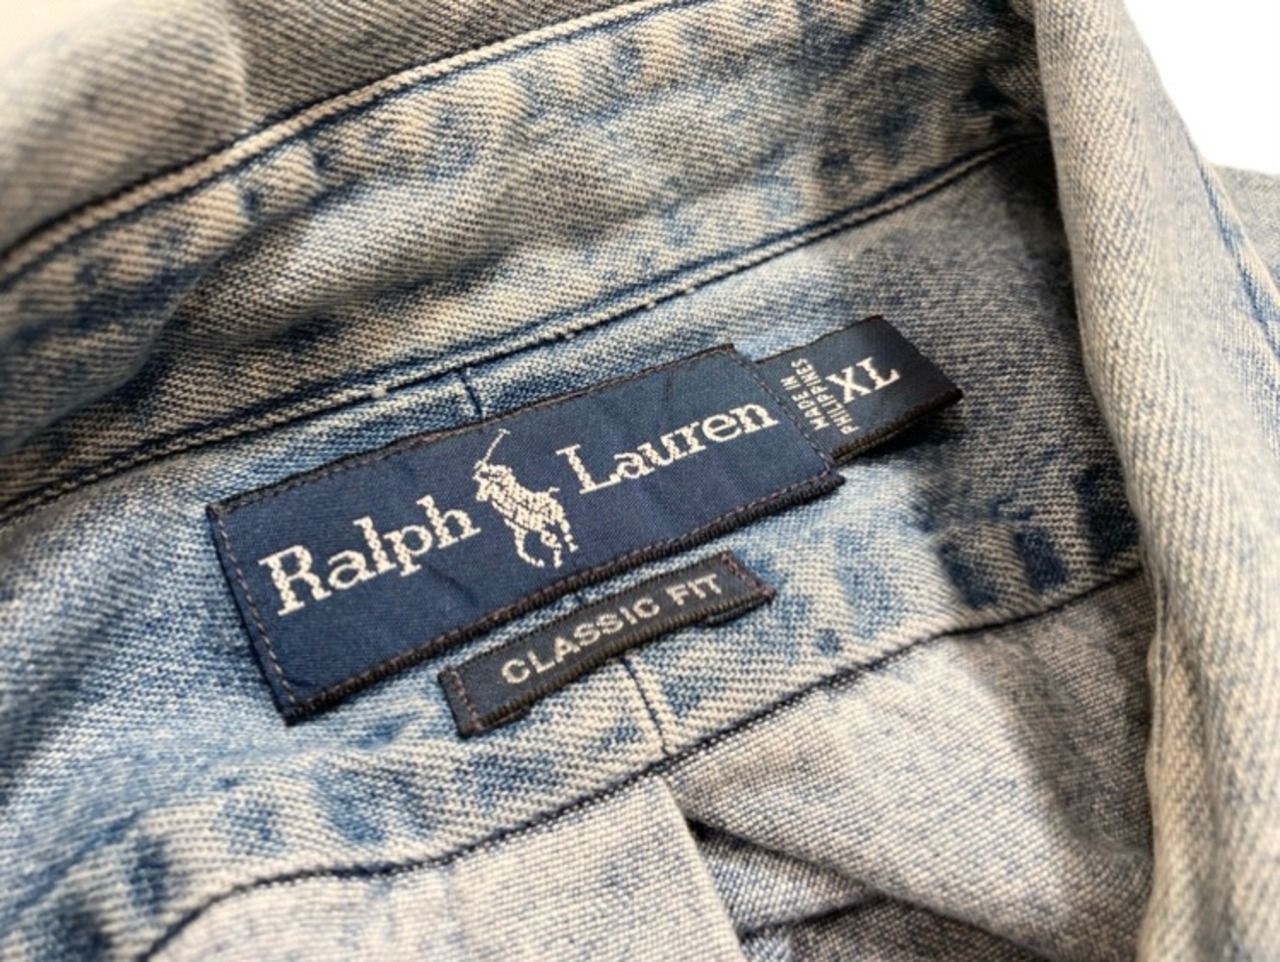 Ralph Lauren
MADE IN
PHILIPPINES
XL
CLASSIC FIT